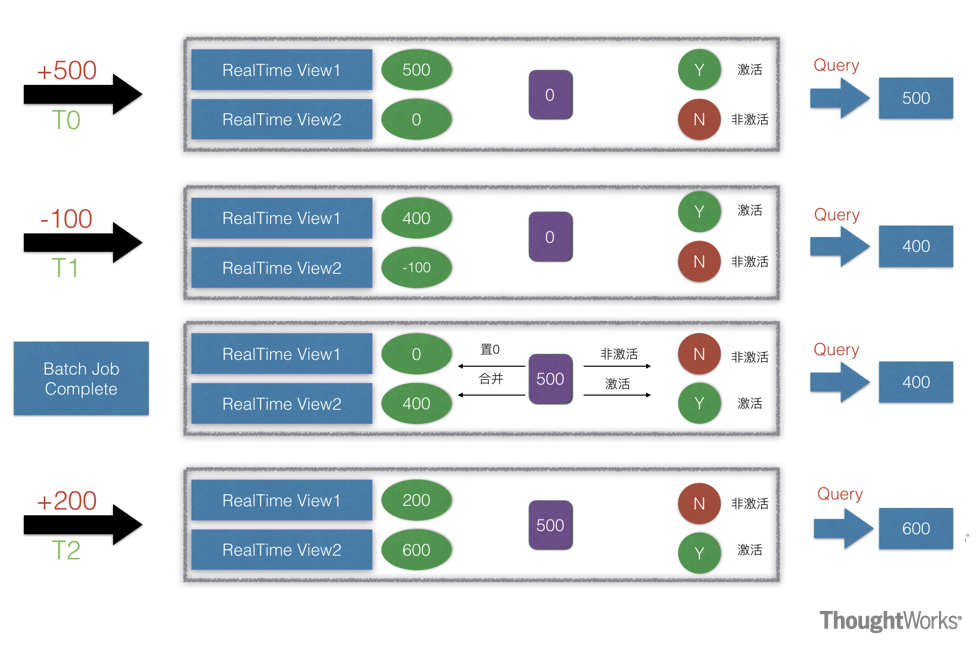 +500
T0
RealTime View1
500
RealTime View2
0
0
Y
激活
N
非激活
Query
500
-100
T1
RealTime View1
400
RealTime View2
-100
0
Y
激活
N
非激活
Query
400
Batch Job
Complete
RealTime View1
0
RealTime View2
400
置0
合并
500
非激活
激活
N
非激活
Y
激活
Query
400
+200
T2
RealTime View1
200
RealTime View2
600
500
N
非激活
Y
激活
Query
600
ThoughtWorks®